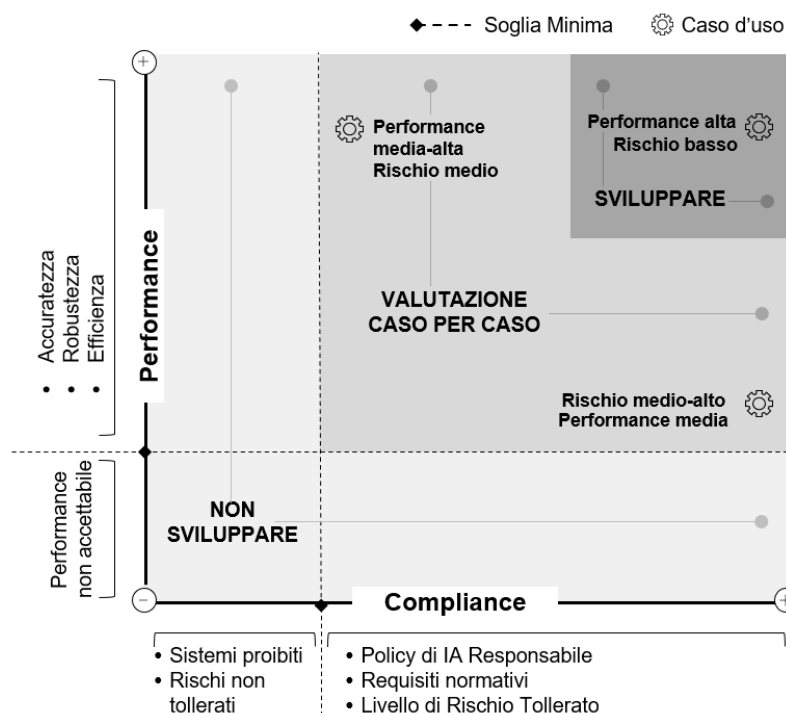 Soglia Minima
Caso d'uso
+
Performance
media-alta
Rischio medio
Performance alta
Rischio basso
SVILUPPARE
VALUTAZIONE
CASO PER CASO
Rischio medio-alto
Performance media
NON
SVILUPPARE
Performance
• Accuratezza
• Robustezza
• Efficienza
Performance
non accettabile
−
Compliance
+
• Sistemi proibiti
• Rischi non
tollerati
• Policy di IA Responsabile
• Requisiti normativi
• Livello di Rischio Tollerato